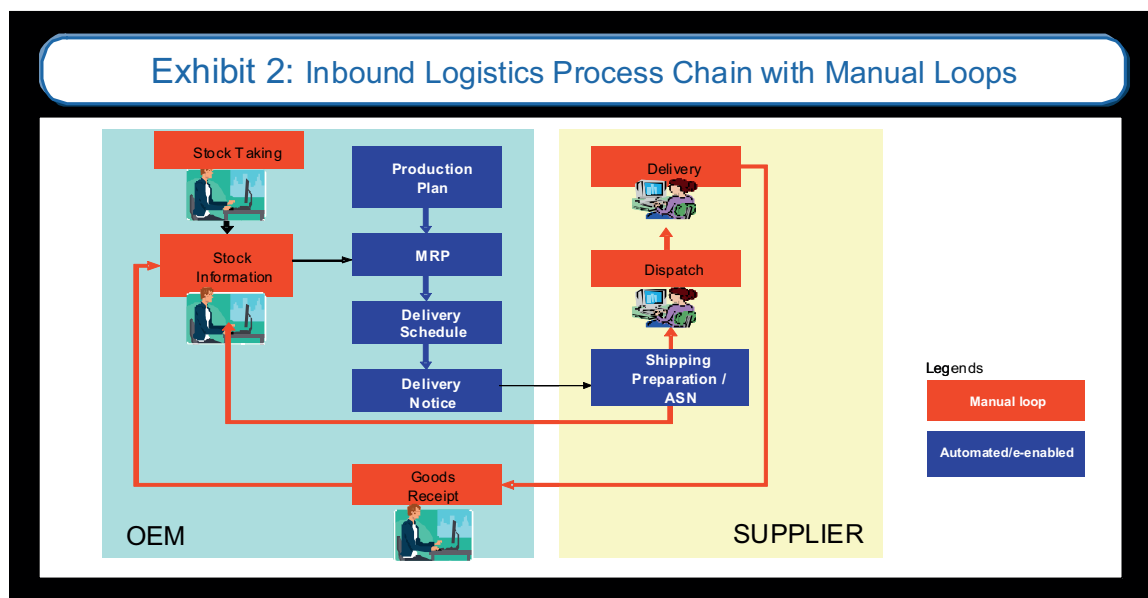 Exhibit 2: Inbound Logistics Process Chain with Manual Loops
Stock Taking
Production
Plan
Stock
Information
MRP
Delivery
Schedule
Delivery
Notice
Goods
Receipt
OEM
Delivery
Dispatch
Shipping
Preparation /
ASN
SUPPLIER
Legends
Manual loop
Automated/e-enabled